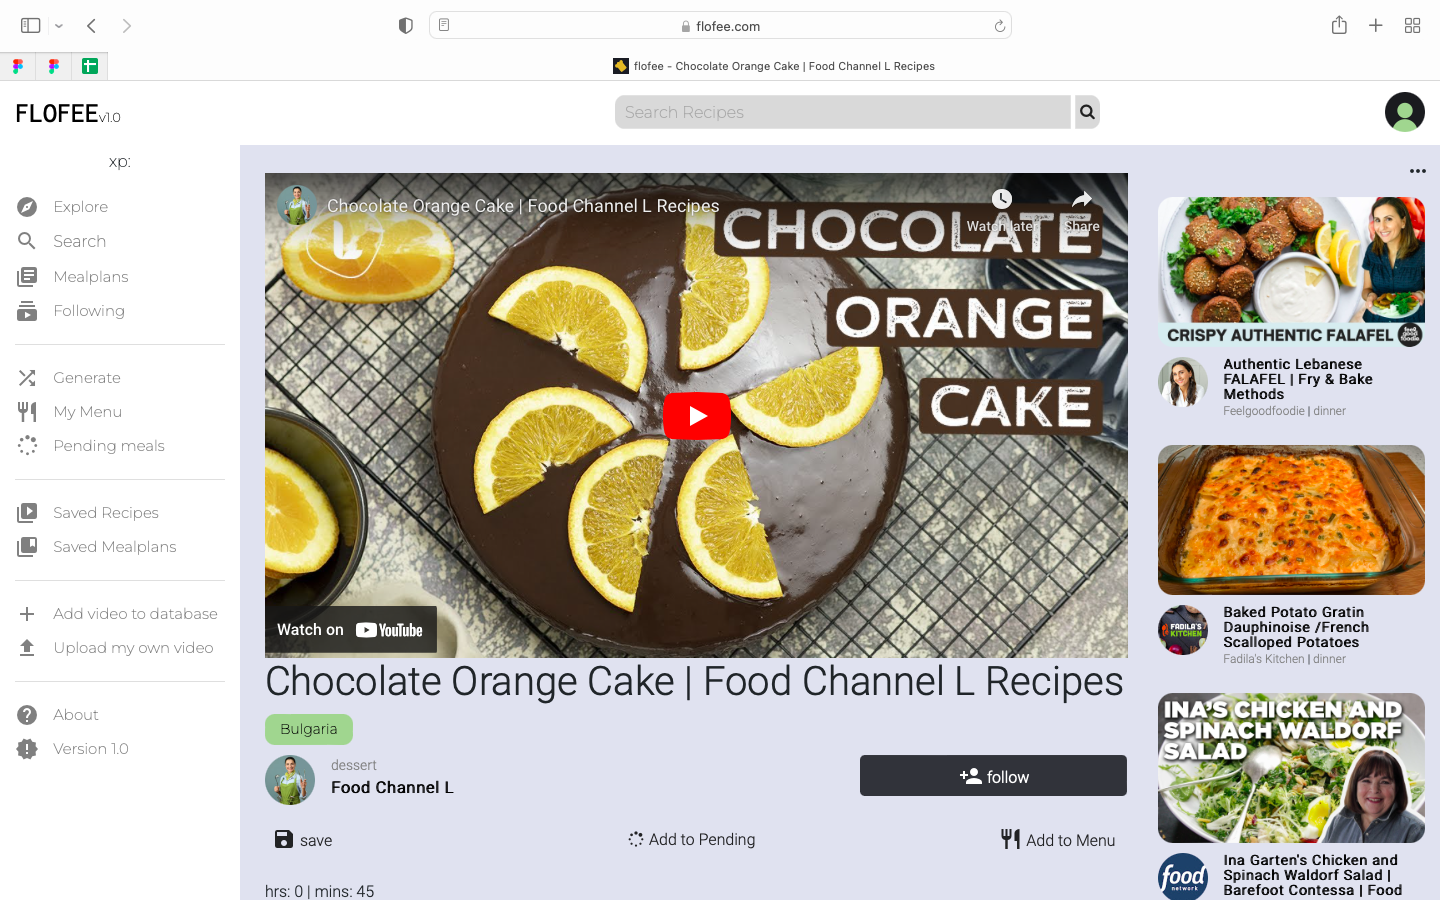 flofee.com
flofee - Chocolate Orange Cake | Food Channel L Recipes
FLOFEE v1.0
Search Recipes
xp:
Explore
Search
Mealplans
Following
Generate
My Menu
Pending meals
Saved Recipes
Saved Mealplans
Add video to database
Upload my own video
About
Version 1.0
Chocolate Orange Cake | Food Channel L Recipes
Watch later
Share
CHOCOLATE
ORANGE
CAKE
Watch on YouTube
Chocolate Orange Cake | Food Channel L Recipes
Bulgaria
dessert
Food Channel L
follow
save
Add to Pending
Add to Menu
hrs: 0 | mins: 45
CRISPY AUTHENTIC FALAFEL
feel good foodie
Authentic Lebanese
FALAFEL | Fry & Bake
Methods
Feelgoodfoodie | dinner
FADILA'S
KITCHEN
Baked Potato Gratin
Dauphinoise /French
Scalloped Potatoes
Fadila's Kitchen | dinner
INA'S CHICKEN AND
SPINACH WALDORF
SALAD
food
network
Ina Garten's Chicken and
Spinach Waldorf Salad |
Barefoot Contessa | Food